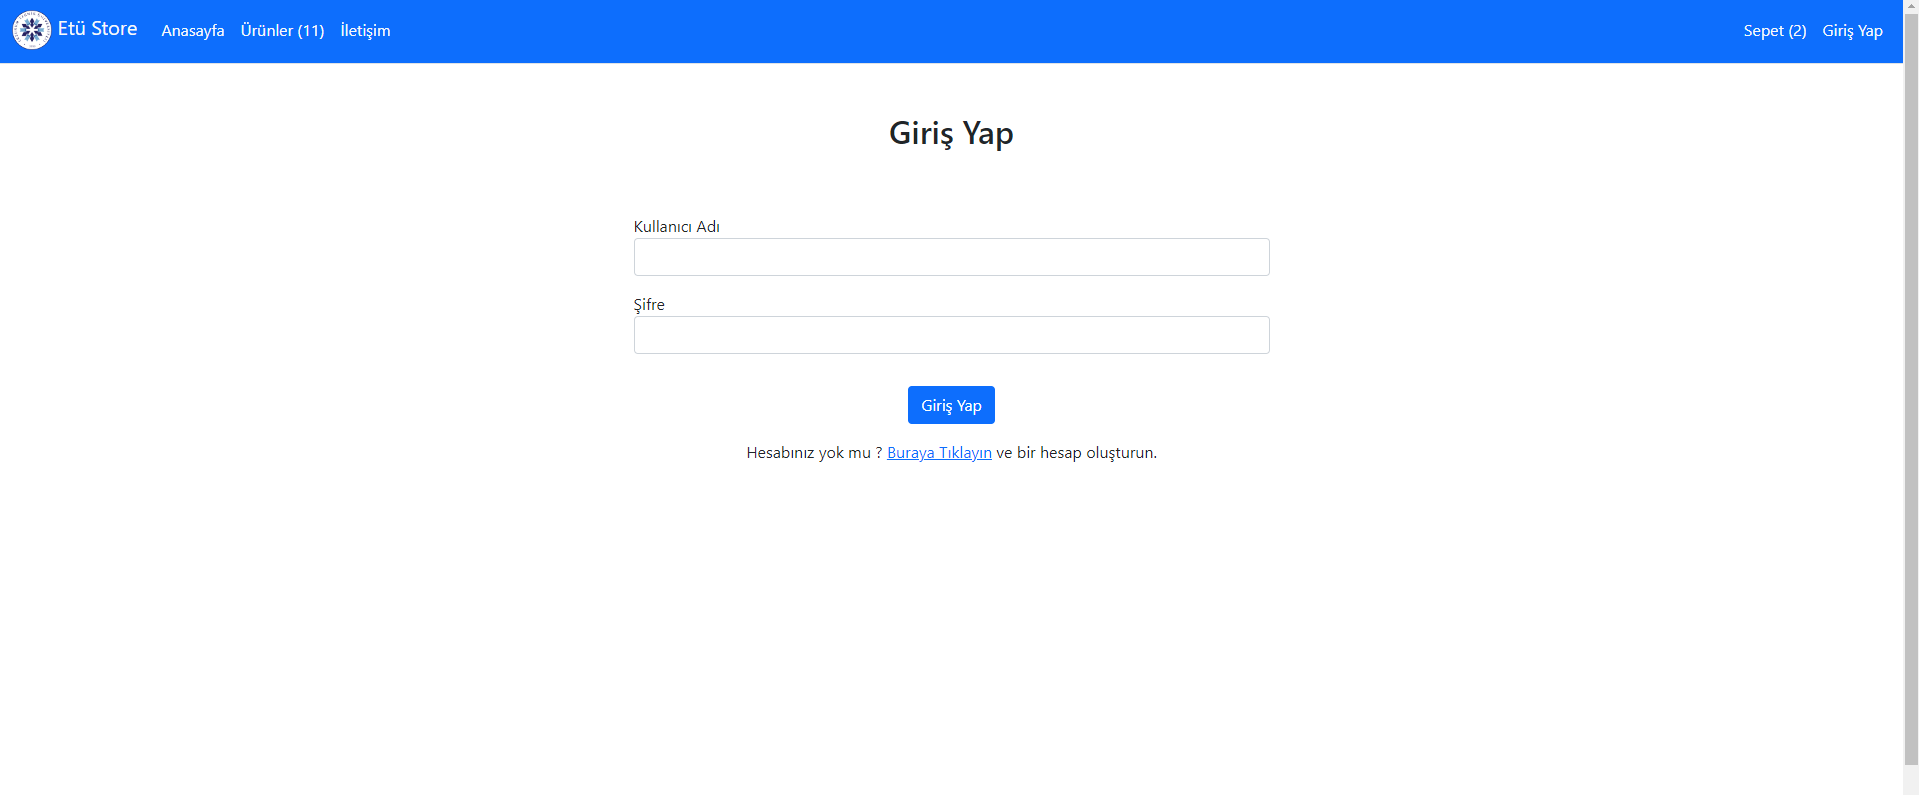 Etü Store Anasayfa Ürünler (11) İletişim Sepet (2) Giriş Yap
Giriş Yap
Kullanıcı Adı
Şifre
Giriş Yap
Hesabınız yok mu ? Buraya Tıklayın ve bir hesap oluşturun.